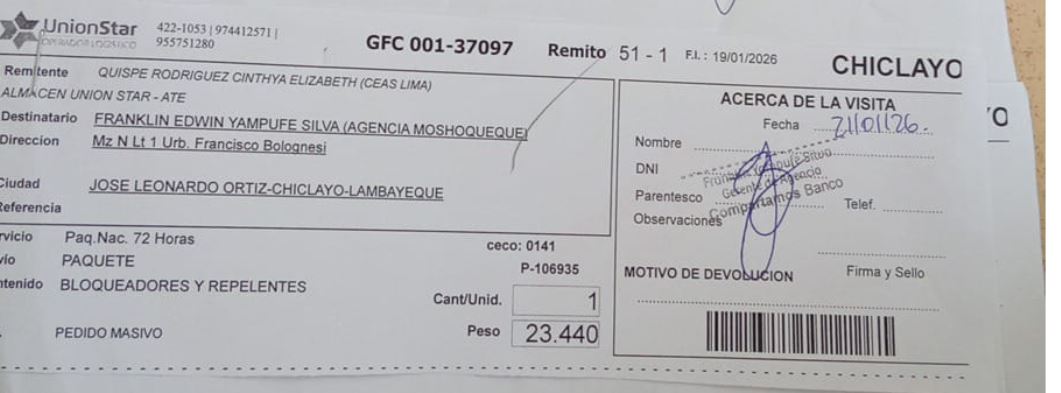 UnionStar
OPERADOR LOGISTICO
422-1053 | 974412571 |
955751280
GFC 001-37097
Remito 51 - 1
F.I. : 19/01/2026
CHICLAYO
Remitente QUISPE RODRIGUEZ CINTHYA ELIZABETH (CEAS LIMA)
ALMACEN UNION STAR - ATE
Destinatario FRANKLIN EDWIN YAMPUFE SILVA (AGENCIA MOSHOQUEQUE)
Direccion Mz N Lt 1 Urb. Francisco Bolognesi
Ciudad JOSE LEONARDO ORTIZ-CHICLAYO-LAMBAYEQUE
Referencia
rvicio Paq.Nac. 72 Horas
vío PAQUETE
ntenido BLOQUEADORES Y REPELENTES
PEDIDO MASIVO
ceco: 0141
P-106935
Cant/Unid. 1
Peso 23.440
ACERCA DE LA VISITA
Fecha 21/01/26.
Nombre
DNI
Parentesco
Telef.
Observaciones
Franklin Yampufe Silva
Gerente de Agencia
Compartamos Banco
MOTIVO DE DEVOLUCION
Firma y Sello
YO